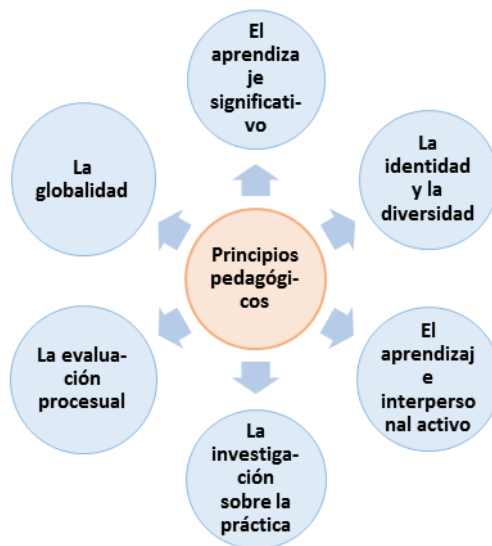 El
aprendiza
je
significati-
vo
La
identidad
y la
diversidad
El
aprendizaj
e
interperso
nal activo
La
investiga-
ción
sobre la
práctica
La evalua-
ción
procesual
La
globalidad
Principios
pedagógi-
cos